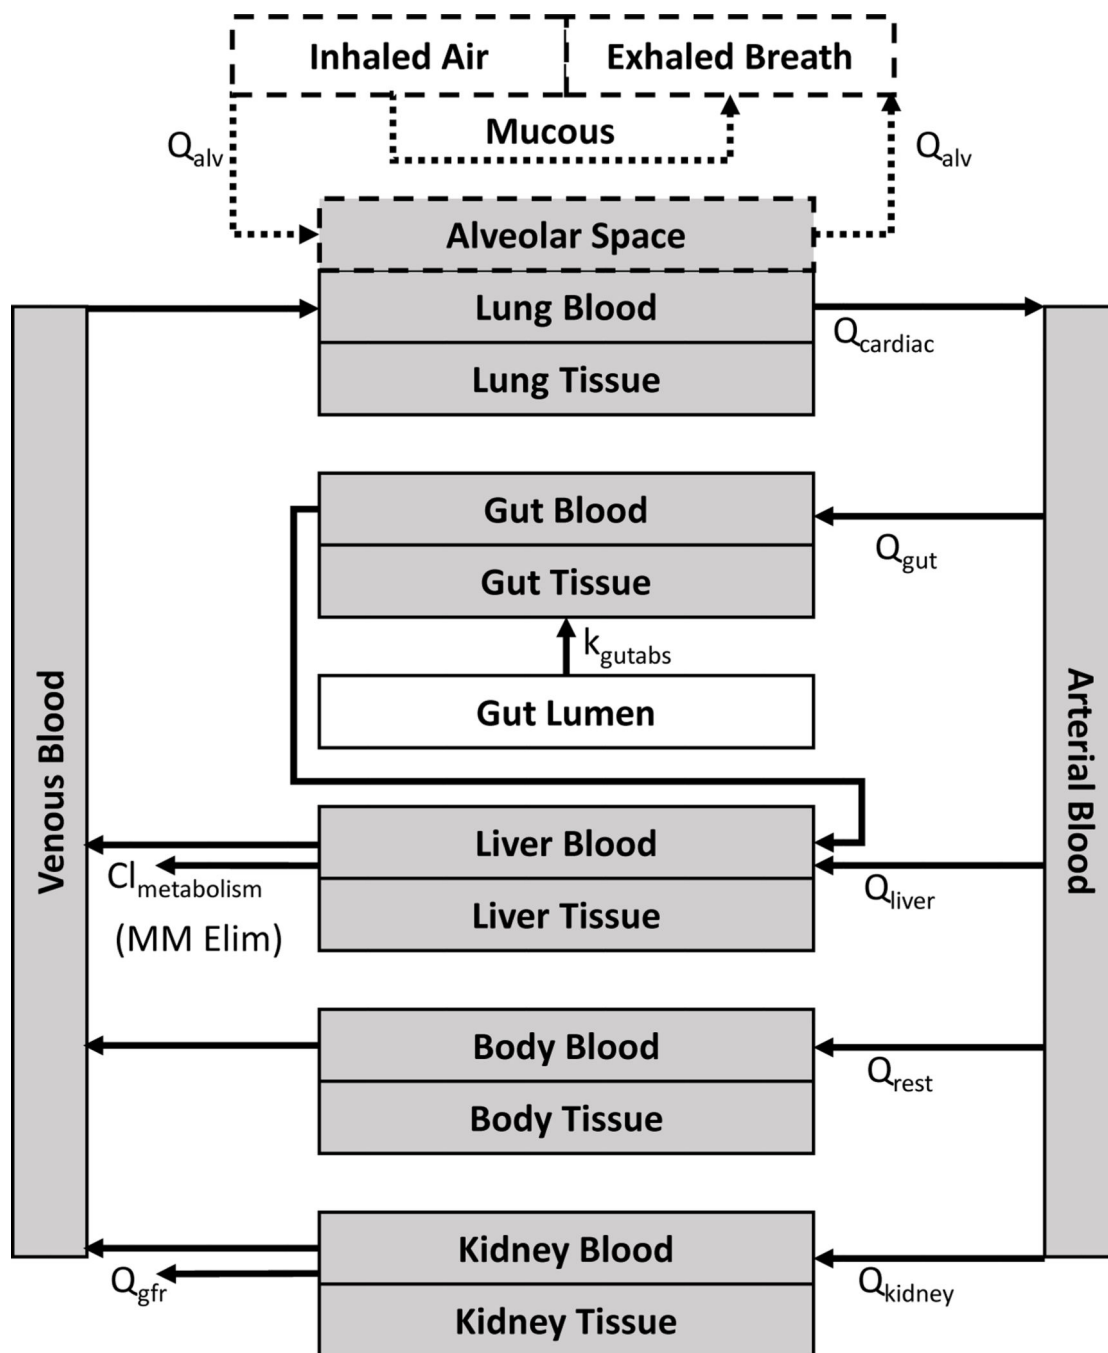 Inhaled Air
Exhaled Breath
Mucous
Qalv
Qalv
Alveolar Space
Lung Blood
Qcardiac
Lung Tissue
Gut Blood
Qgut
Gut Tissue
kgutabs
Gut Lumen
Venous Blood
Arterial Blood
Liver Blood
Clmetabolism
Qliver
Liver Tissue
(MM Elim)
Body Blood
Qrest
Body Tissue
Kidney Blood
Qgfr
Qkidney
Kidney Tissue